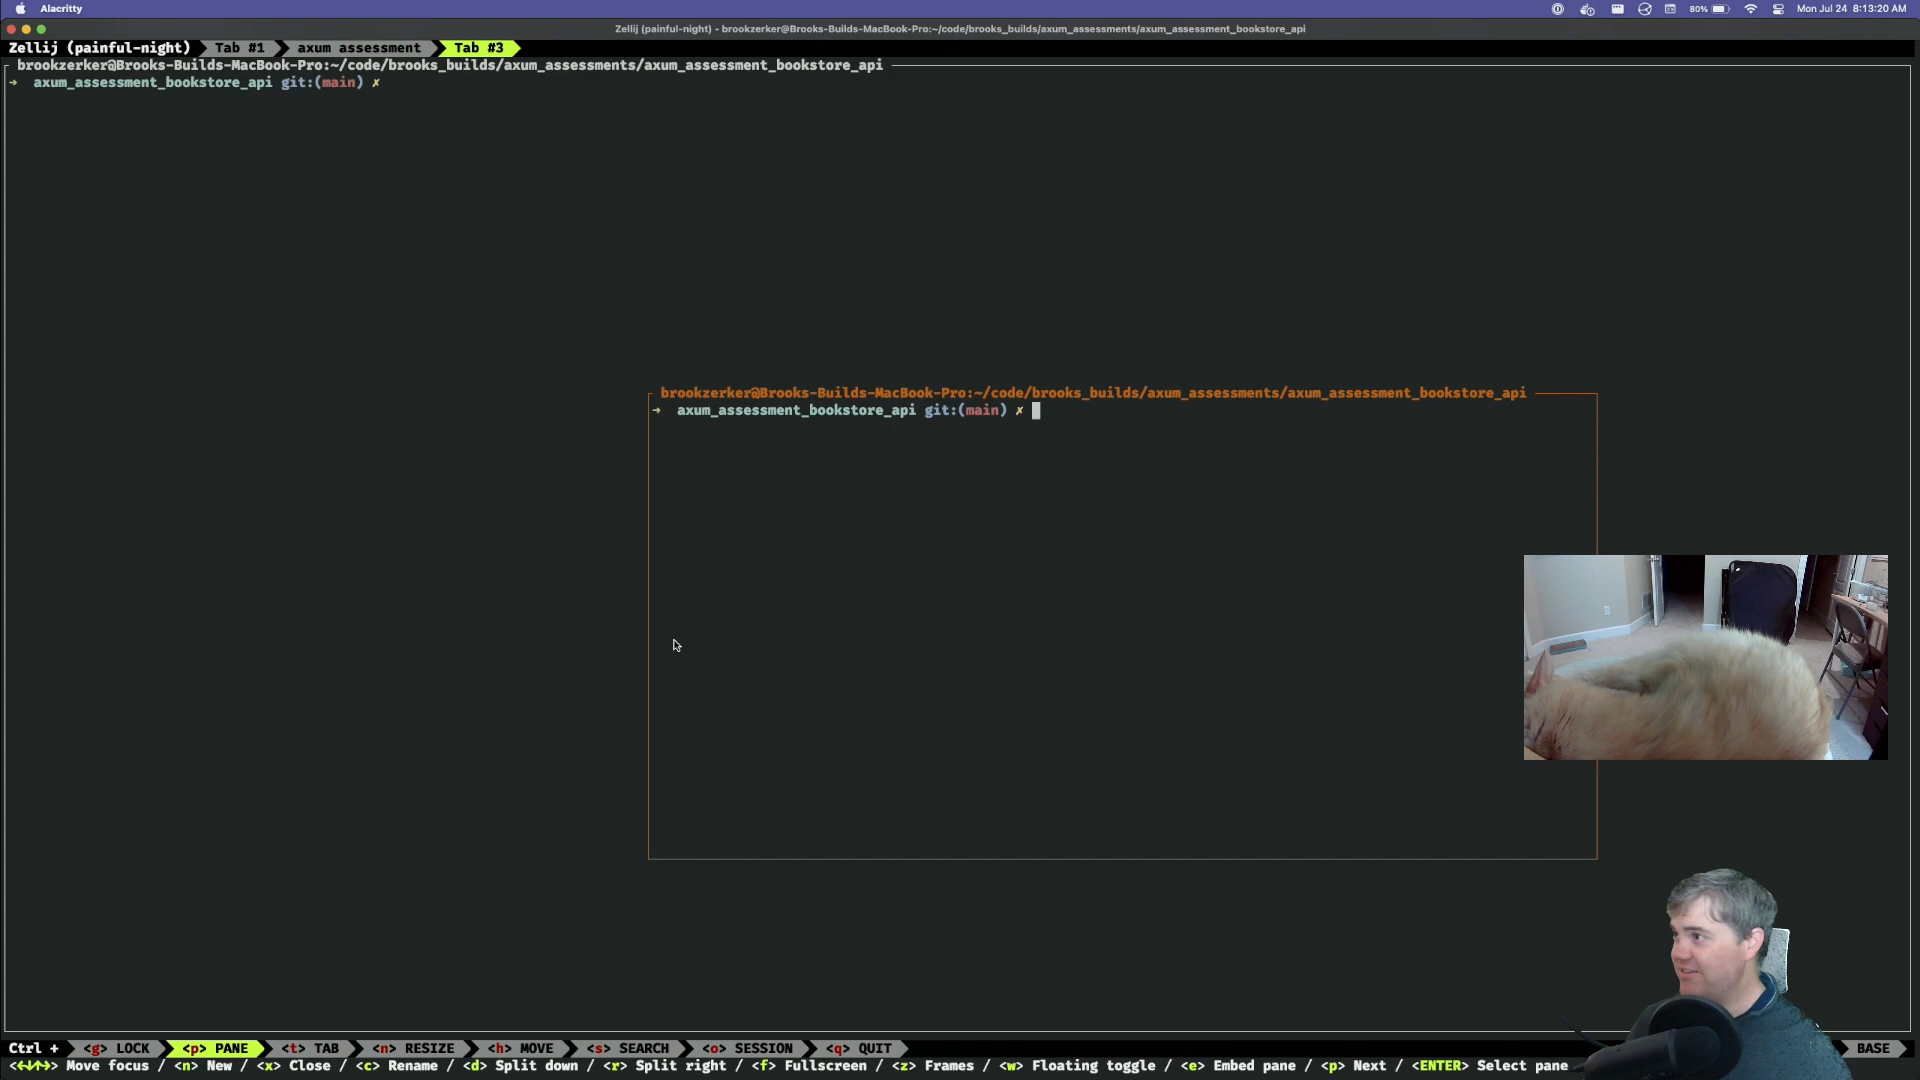 Alacritty
80%
Mon Jul 24 8:13:20 AM
Zellij (painful-night) - brookzerker@Brooks-Builds-MacBook-Pro:~/code/brooks_builds/axum_assessments/axum_assessment_bookstore_api
Zellij (painful-night) Tab #1 axum assessment Tab #3
brookzerker@Brooks-Builds-MacBook-Pro:~/code/brooks_builds/axum_assessments/axum_assessment_bookstore_api
→ axum_assessment_bookstore_api git:(main) ✗
brookzerker@Brooks-Builds-MacBook-Pro:~/code/brooks_builds/axum_assessments/axum_assessment_bookstore_api
→ axum_assessment_bookstore_api git:(main) ✗
Ctrl + <g> LOCK <p> PANE <t> TAB <n> RESIZE <h> MOVE <s> SEARCH <o> SESSION <q> QUIT BASE
<←↓↑→> Move focus / <n> New / <x> Close / <c> Rename / <d> Split down / <r> Split right / <f> Fullscreen / <z> Frames / <w> Floating toggle / <e> Embed pane / <p> Next / <ENTER> Select pane